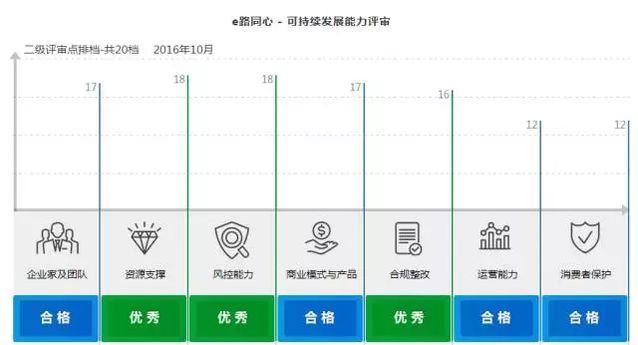 e路同心 - 可持续发展能力评审
二级评审点排档-共20档 2016年10月
17 18 18 17 16 12 12
企业家及团队 资源支撑 风控能力 商业模式与产品 合规整改 运营能力 消费者保护
合格 优秀 优秀 合格 优秀 合格 合格